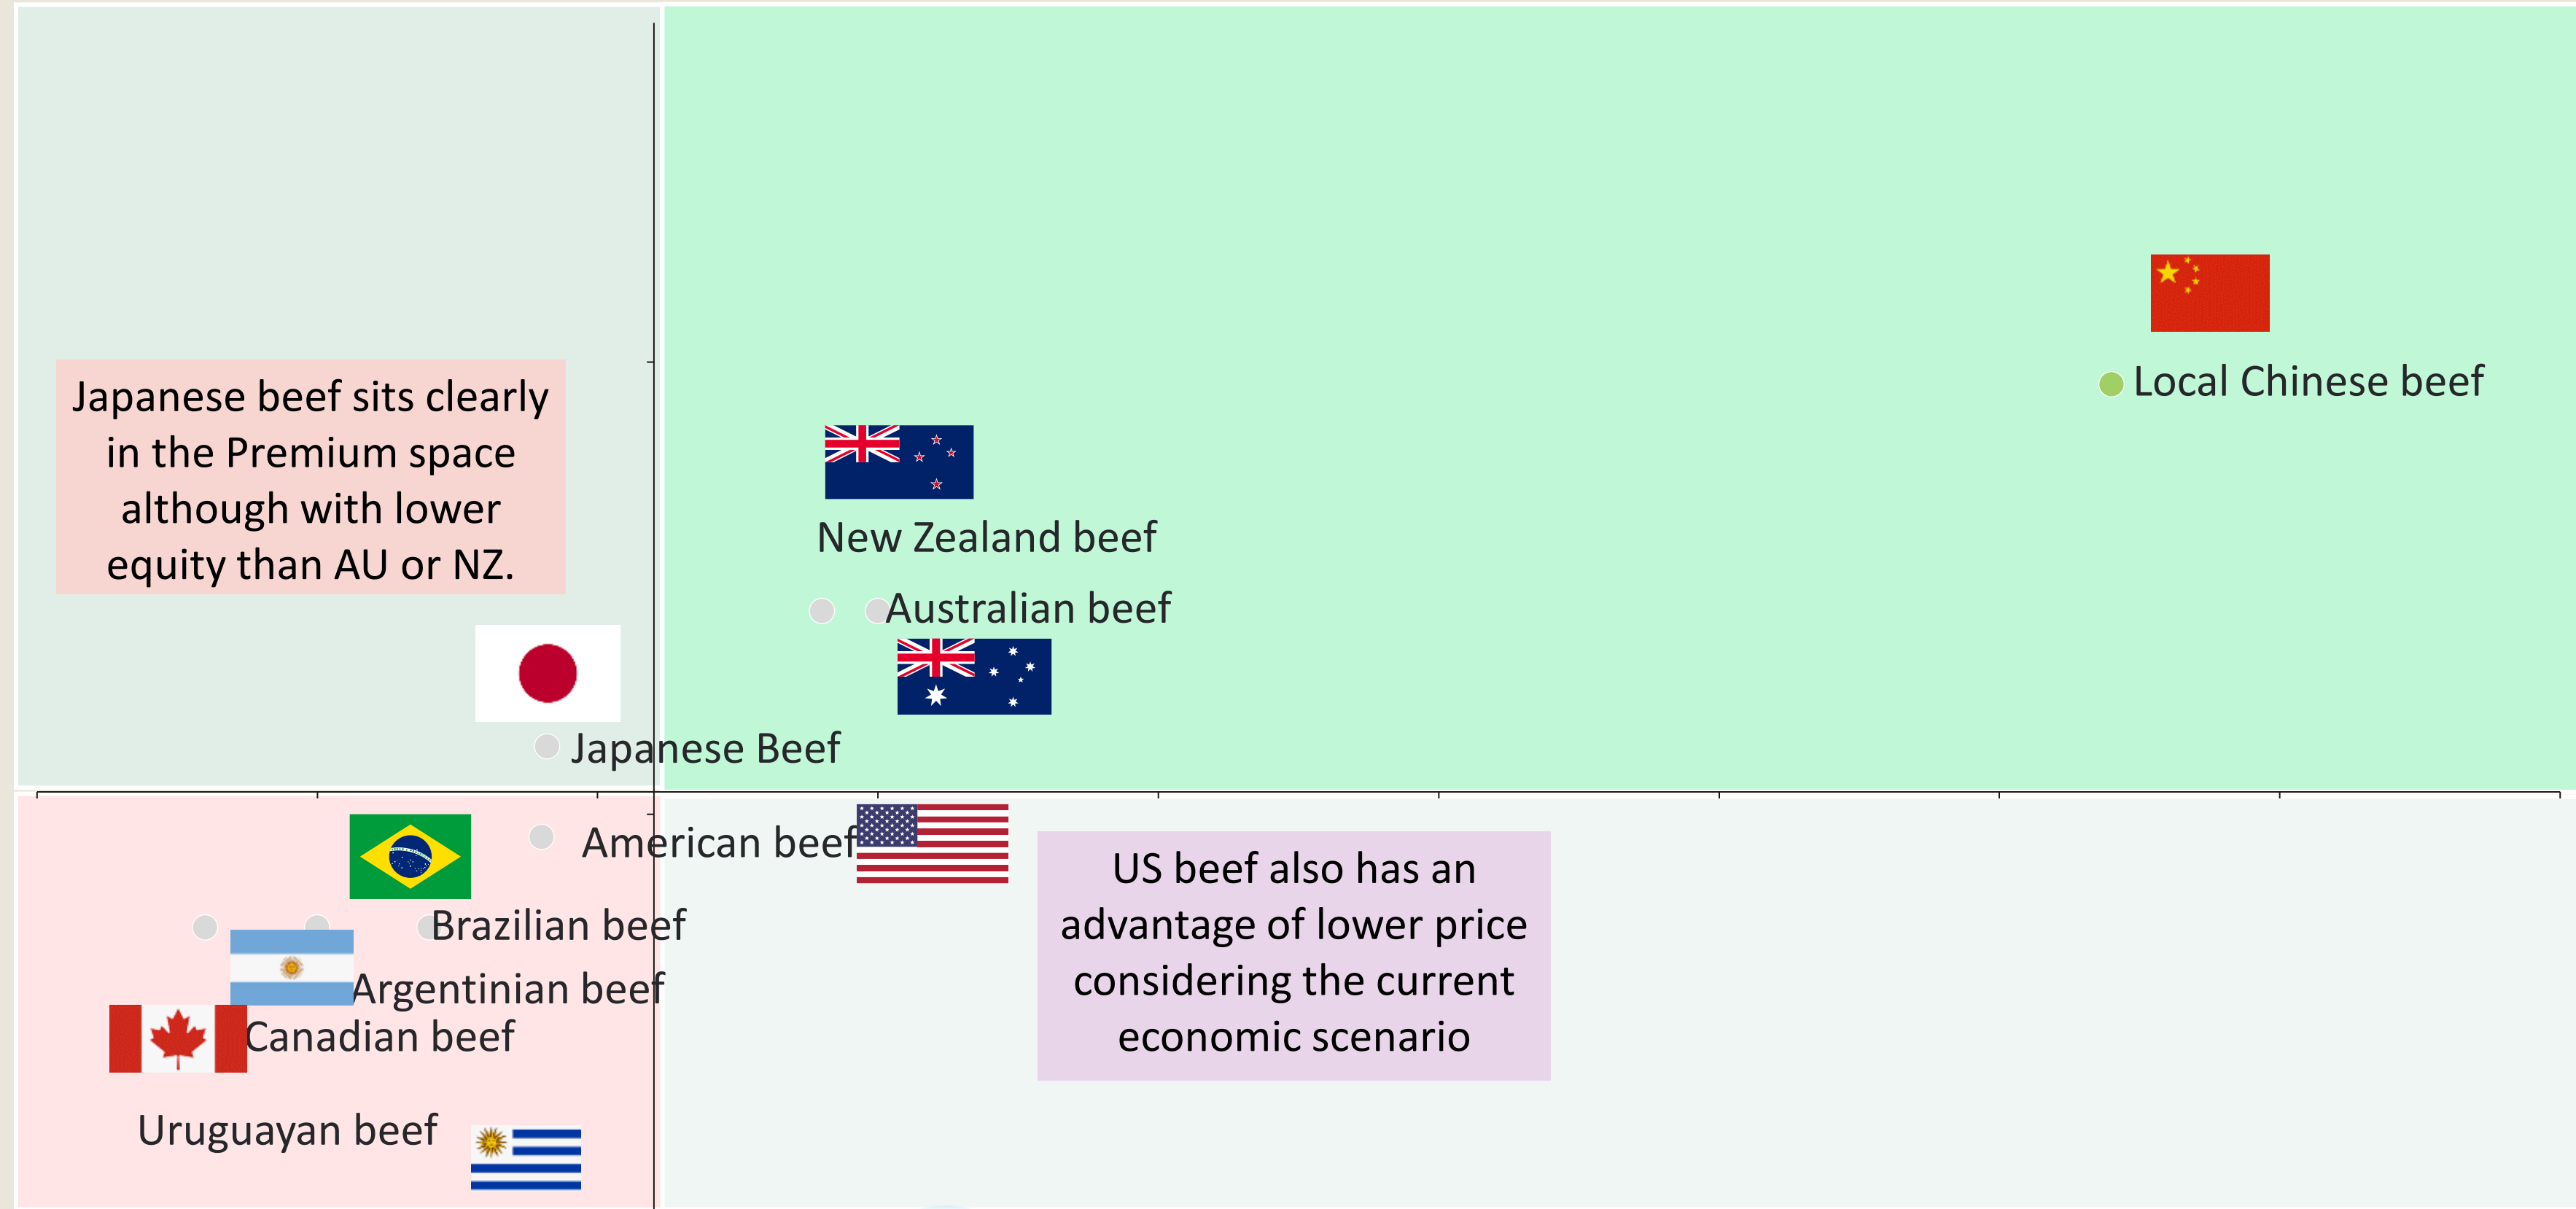 Local Chinese beef
Japanese beef sits clearly
in the Premium space
although with lower
equity than AU or NZ.
New Zealand beef
Australian beef
Japanese Beef
American beef
US beef also has an
advantage of lower price
considering the current
economic scenario
Brazilian beef
Argentinian beef
Canadian beef
Uruguayan beef